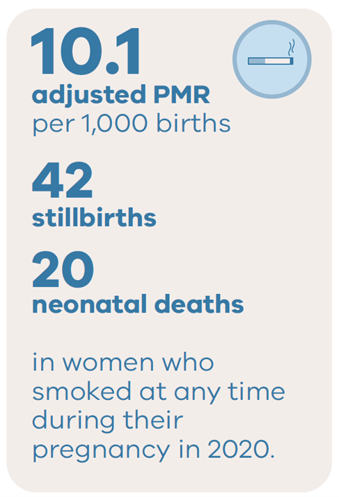 10.1
adjusted PMR
per 1,000 births
42
stillbirths
20
neonatal deaths
in women who
smoked at any time
during their
pregnancy in 2020.